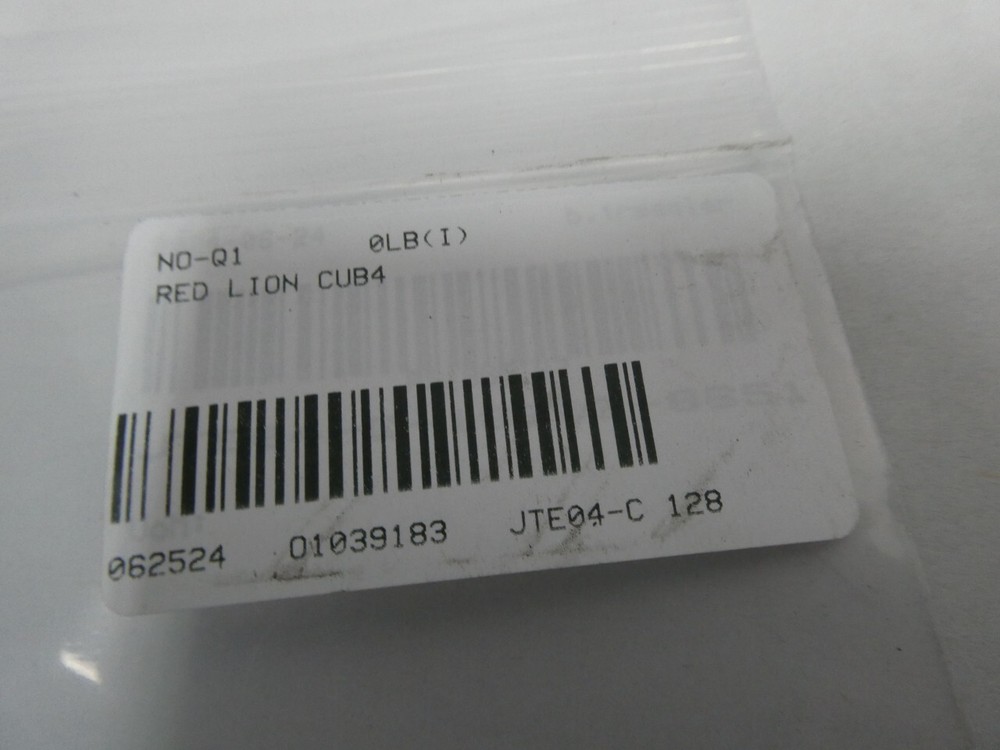 NO-Q1 0LB(I)
RED LION CUB4
062524 01039183 JTE04-C 128